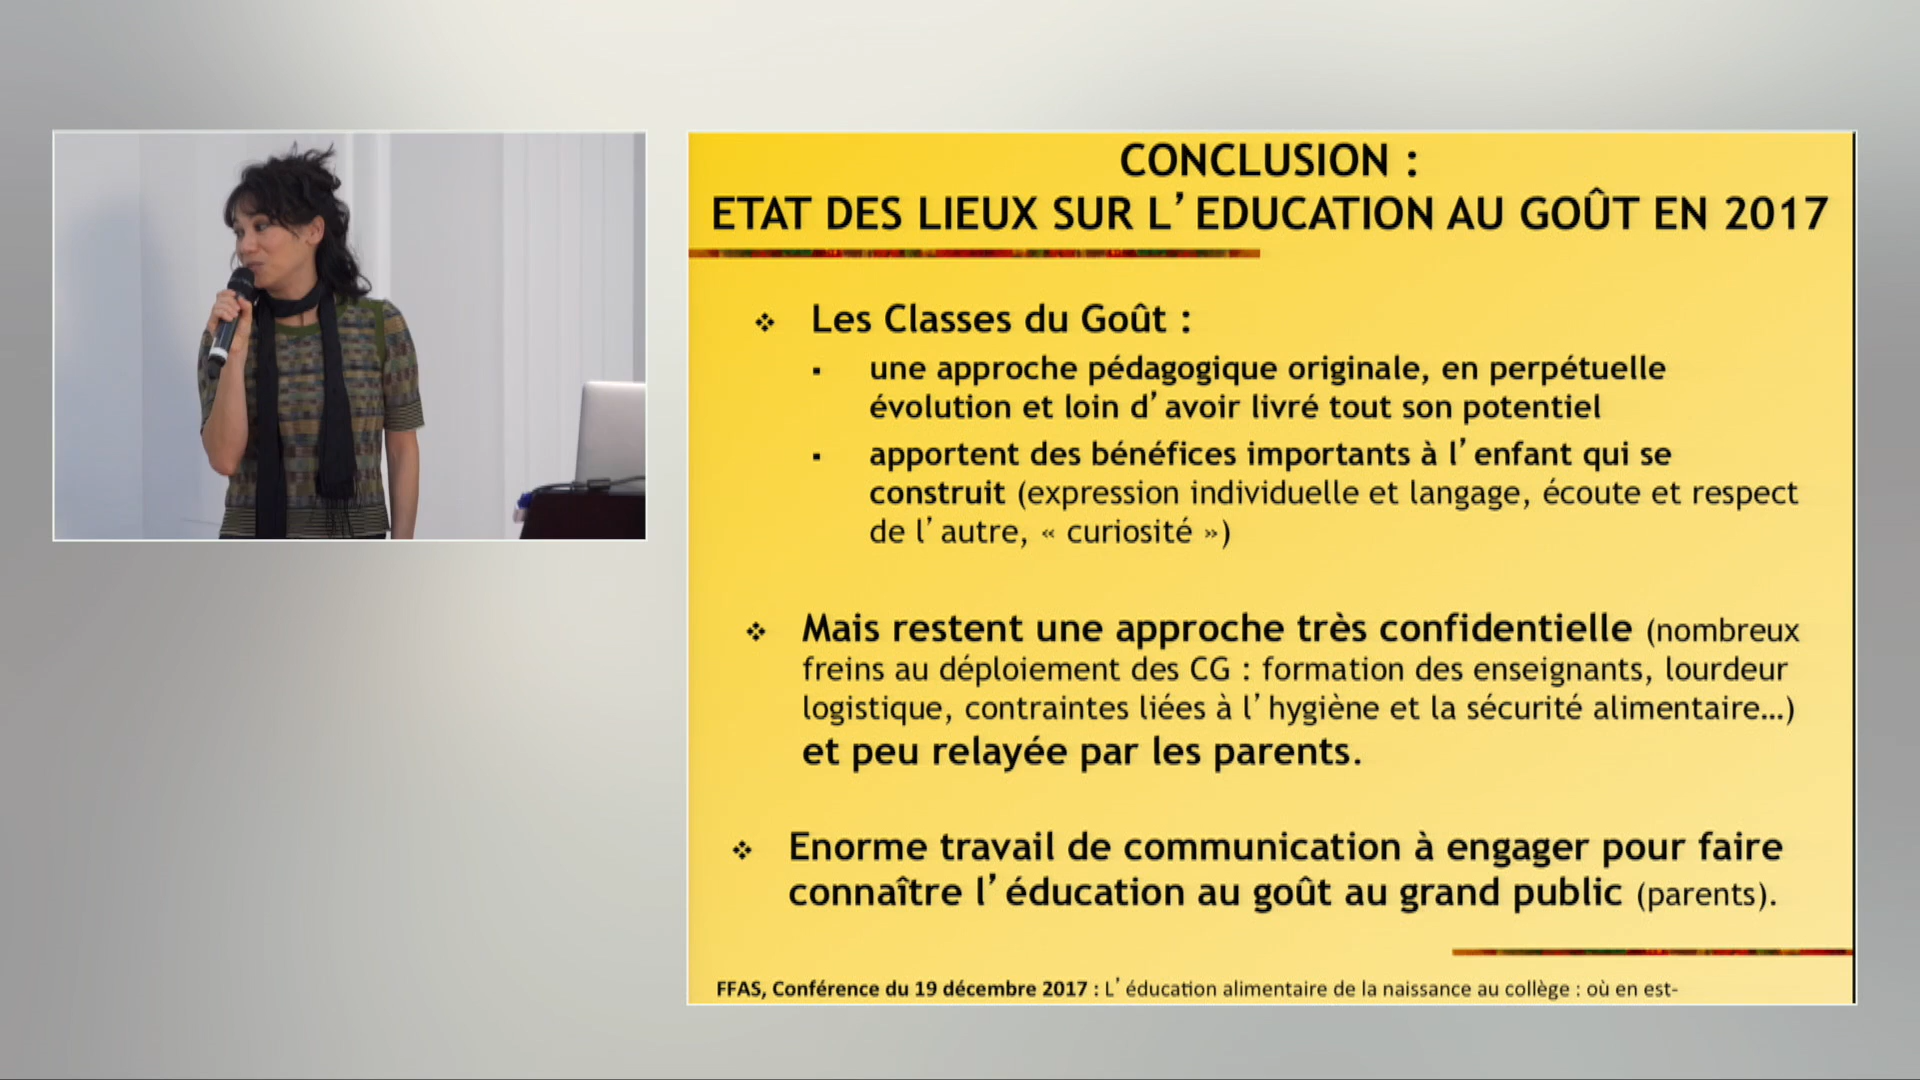 CONCLUSION :
ETAT DES LIEUX SUR L’EDUCATION AU GOÛT EN 2017
❖ Les Classes du Goût :
▪ une approche pédagogique originale, en perpétuelle
évolution et loin d’avoir livré tout son potentiel
▪ apportent des bénéfices importants à l’enfant qui se
construit (expression individuelle et langage, écoute et respect
de l’autre, « curiosité »)
❖ Mais restent une approche très confidentielle (nombreux
freins au déploiement des CG : formation des enseignants, lourdeur
logistique, contraintes liées à l’hygiène et la sécurité alimentaire…)
et peu relayée par les parents.
❖ Enorme travail de communication à engager pour faire
connaître l’éducation au goût au grand public (parents).
FFAS, Conférence du 19 décembre 2017 : L’éducation alimentaire de la naissance au collège : où en est-